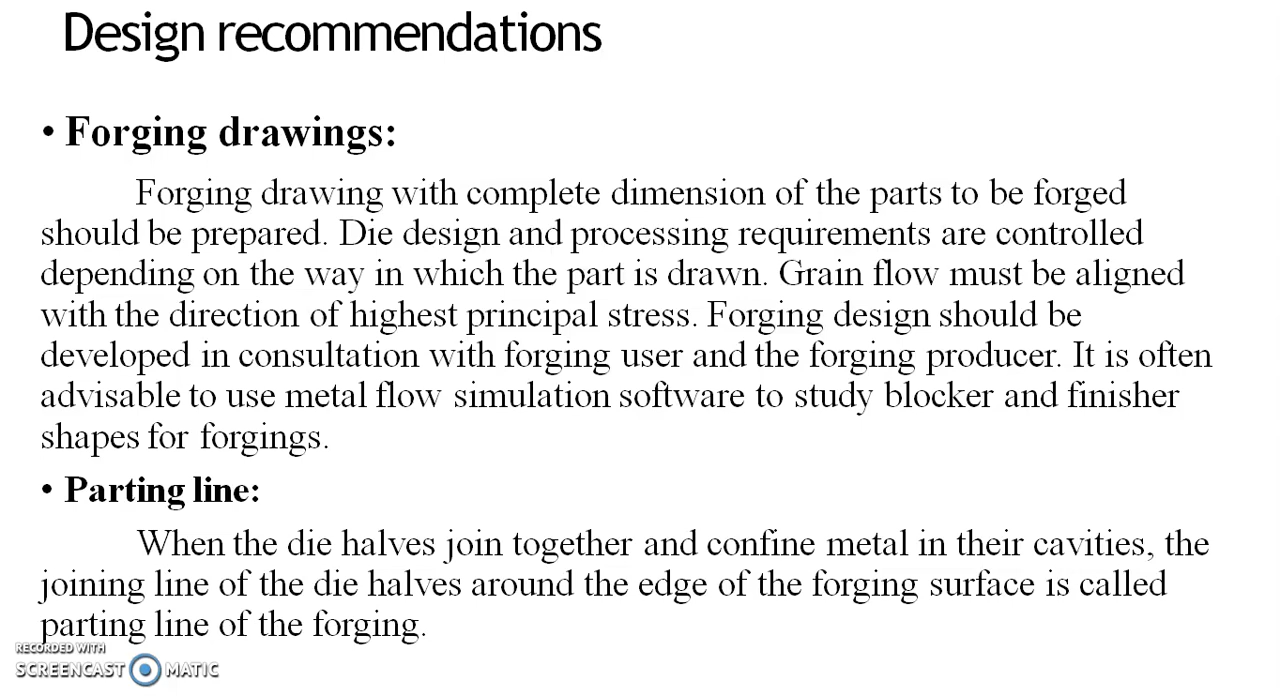 Design recommendations
• Forging drawings:
Forging drawing with complete dimension of the parts to be forged
should be prepared. Die design and processing requirements are controlled
depending on the way in which the part is drawn. Grain flow must be aligned
with the direction of highest principal stress. Forging design should be
developed in consultation with forging user and the forging producer. It is often
advisable to use metal flow simulation software to study blocker and finisher
shapes for forgings.
• Parting line:
When the die halves join together and confine metal in their cavities, the
joining line of the die halves around the edge of the forging surface is called
parting line of the forging.
RECORDED WITH
SCREENCAST MATIC